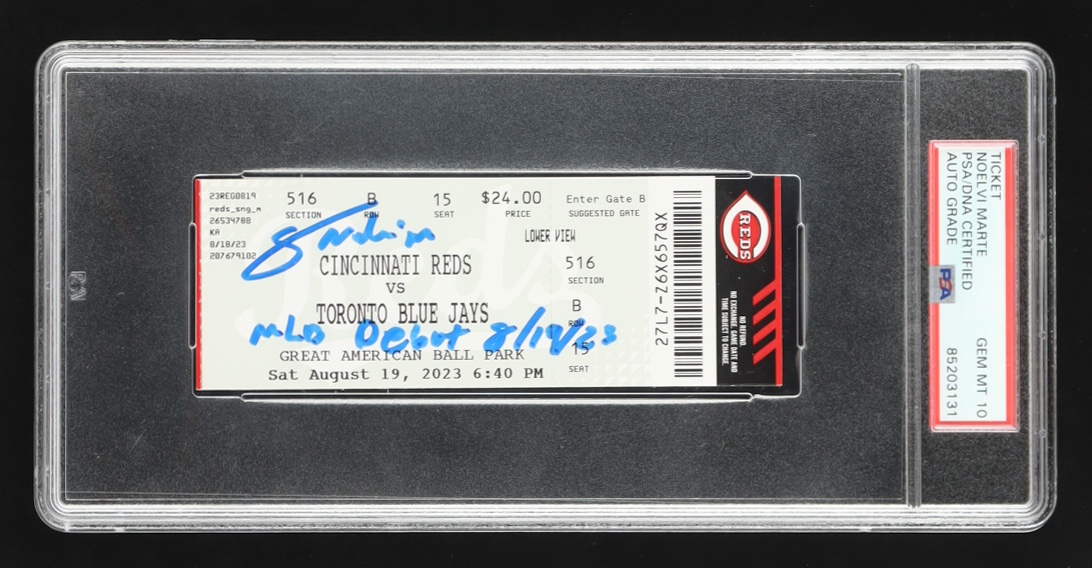 23REG0819
reds_sng_m
26534788
KA
8/18/23
207679102
516 B 15 $24.00 Enter Gate B
SECTION ROW SEAT PRICE SUGGESTED GATE
LOWER VIEW
CINCINNATI REDS
VS
TORONTO BLUE JAYS
MLB Debut 8/19/23
GREAT AMERICAN BALL PARK
Sat August 19, 2023 6:40 PM
516
SECTION
B
ROW
15
SEAT
27L7-Z6X657QX
REDS
NO REFUND.
NO EXCHANGE. GAME DATE AND
TIME SUBJECT TO CHANGE.
TICKET
NOELVI MARTE
PSA/DNA CERTIFIED
AUTO GRADE GEM MT 10
85203131
PSA